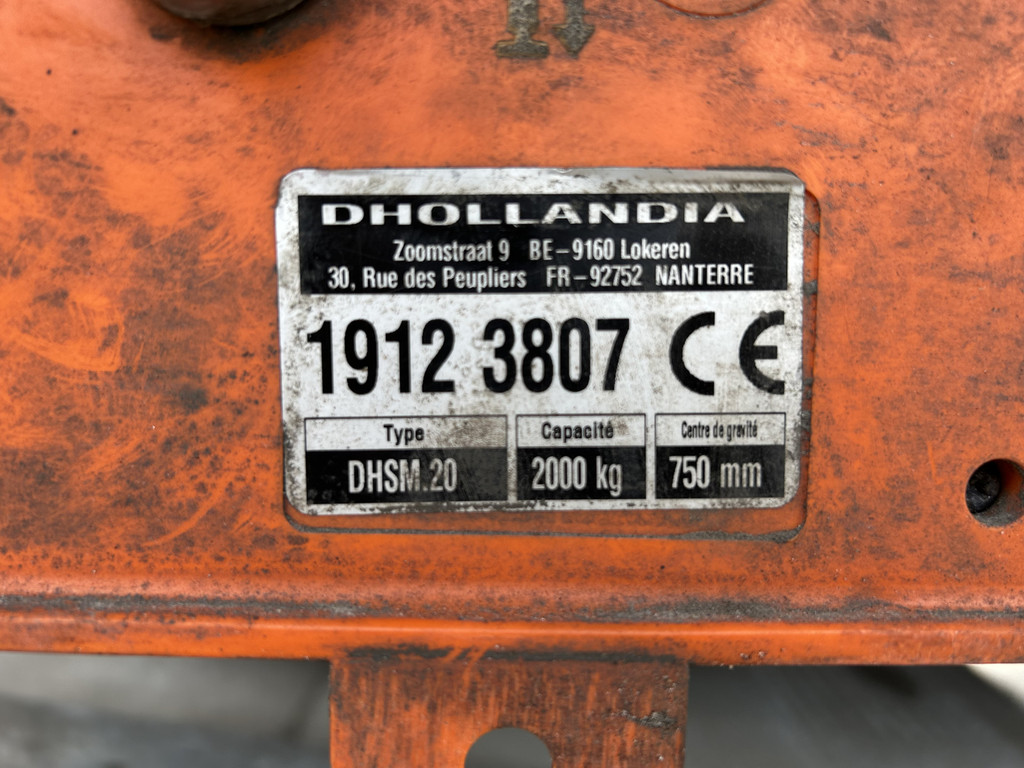 DHOLLANDIA
Zoomstraat 9 BE-9160 Lokeren
30, Rue des Peupliers FR-92752 NANTERRE
1912 3807 CE
Type Capacité Centre de gravité
DHSM.20 2000 kg 750 mm